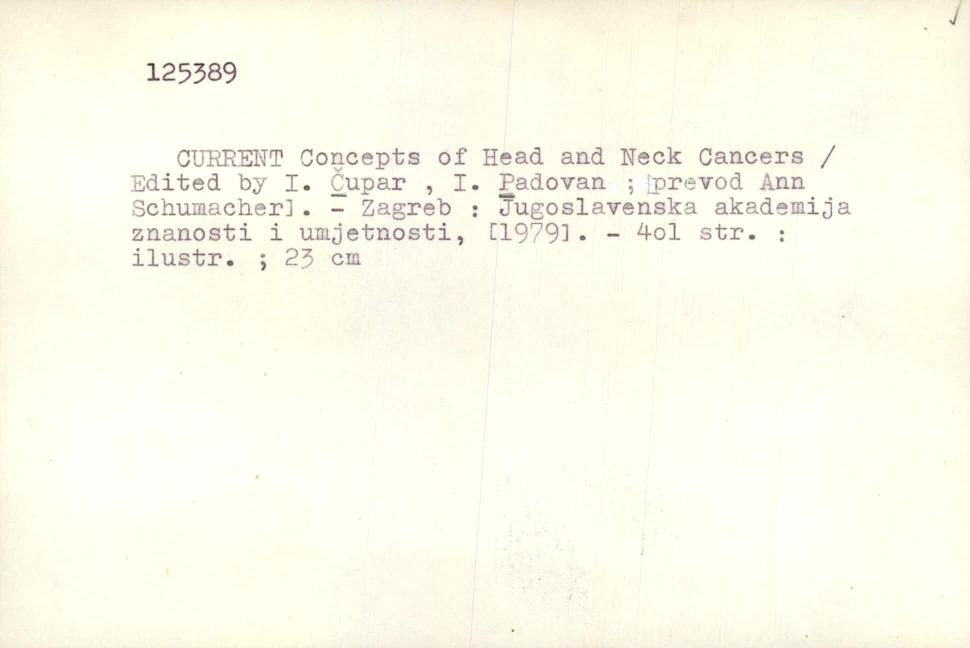 125389
CURRENT Concepts of Head and Neck Cancers /
Edited by I. Čupar , I. Padovan ; [prevod Ann
Schumacher]. - Zagreb : Jugoslavenska akademija
znanosti i umjetnosti, [1979]. - 4o1 str. :
ilustr. ; 23 cm